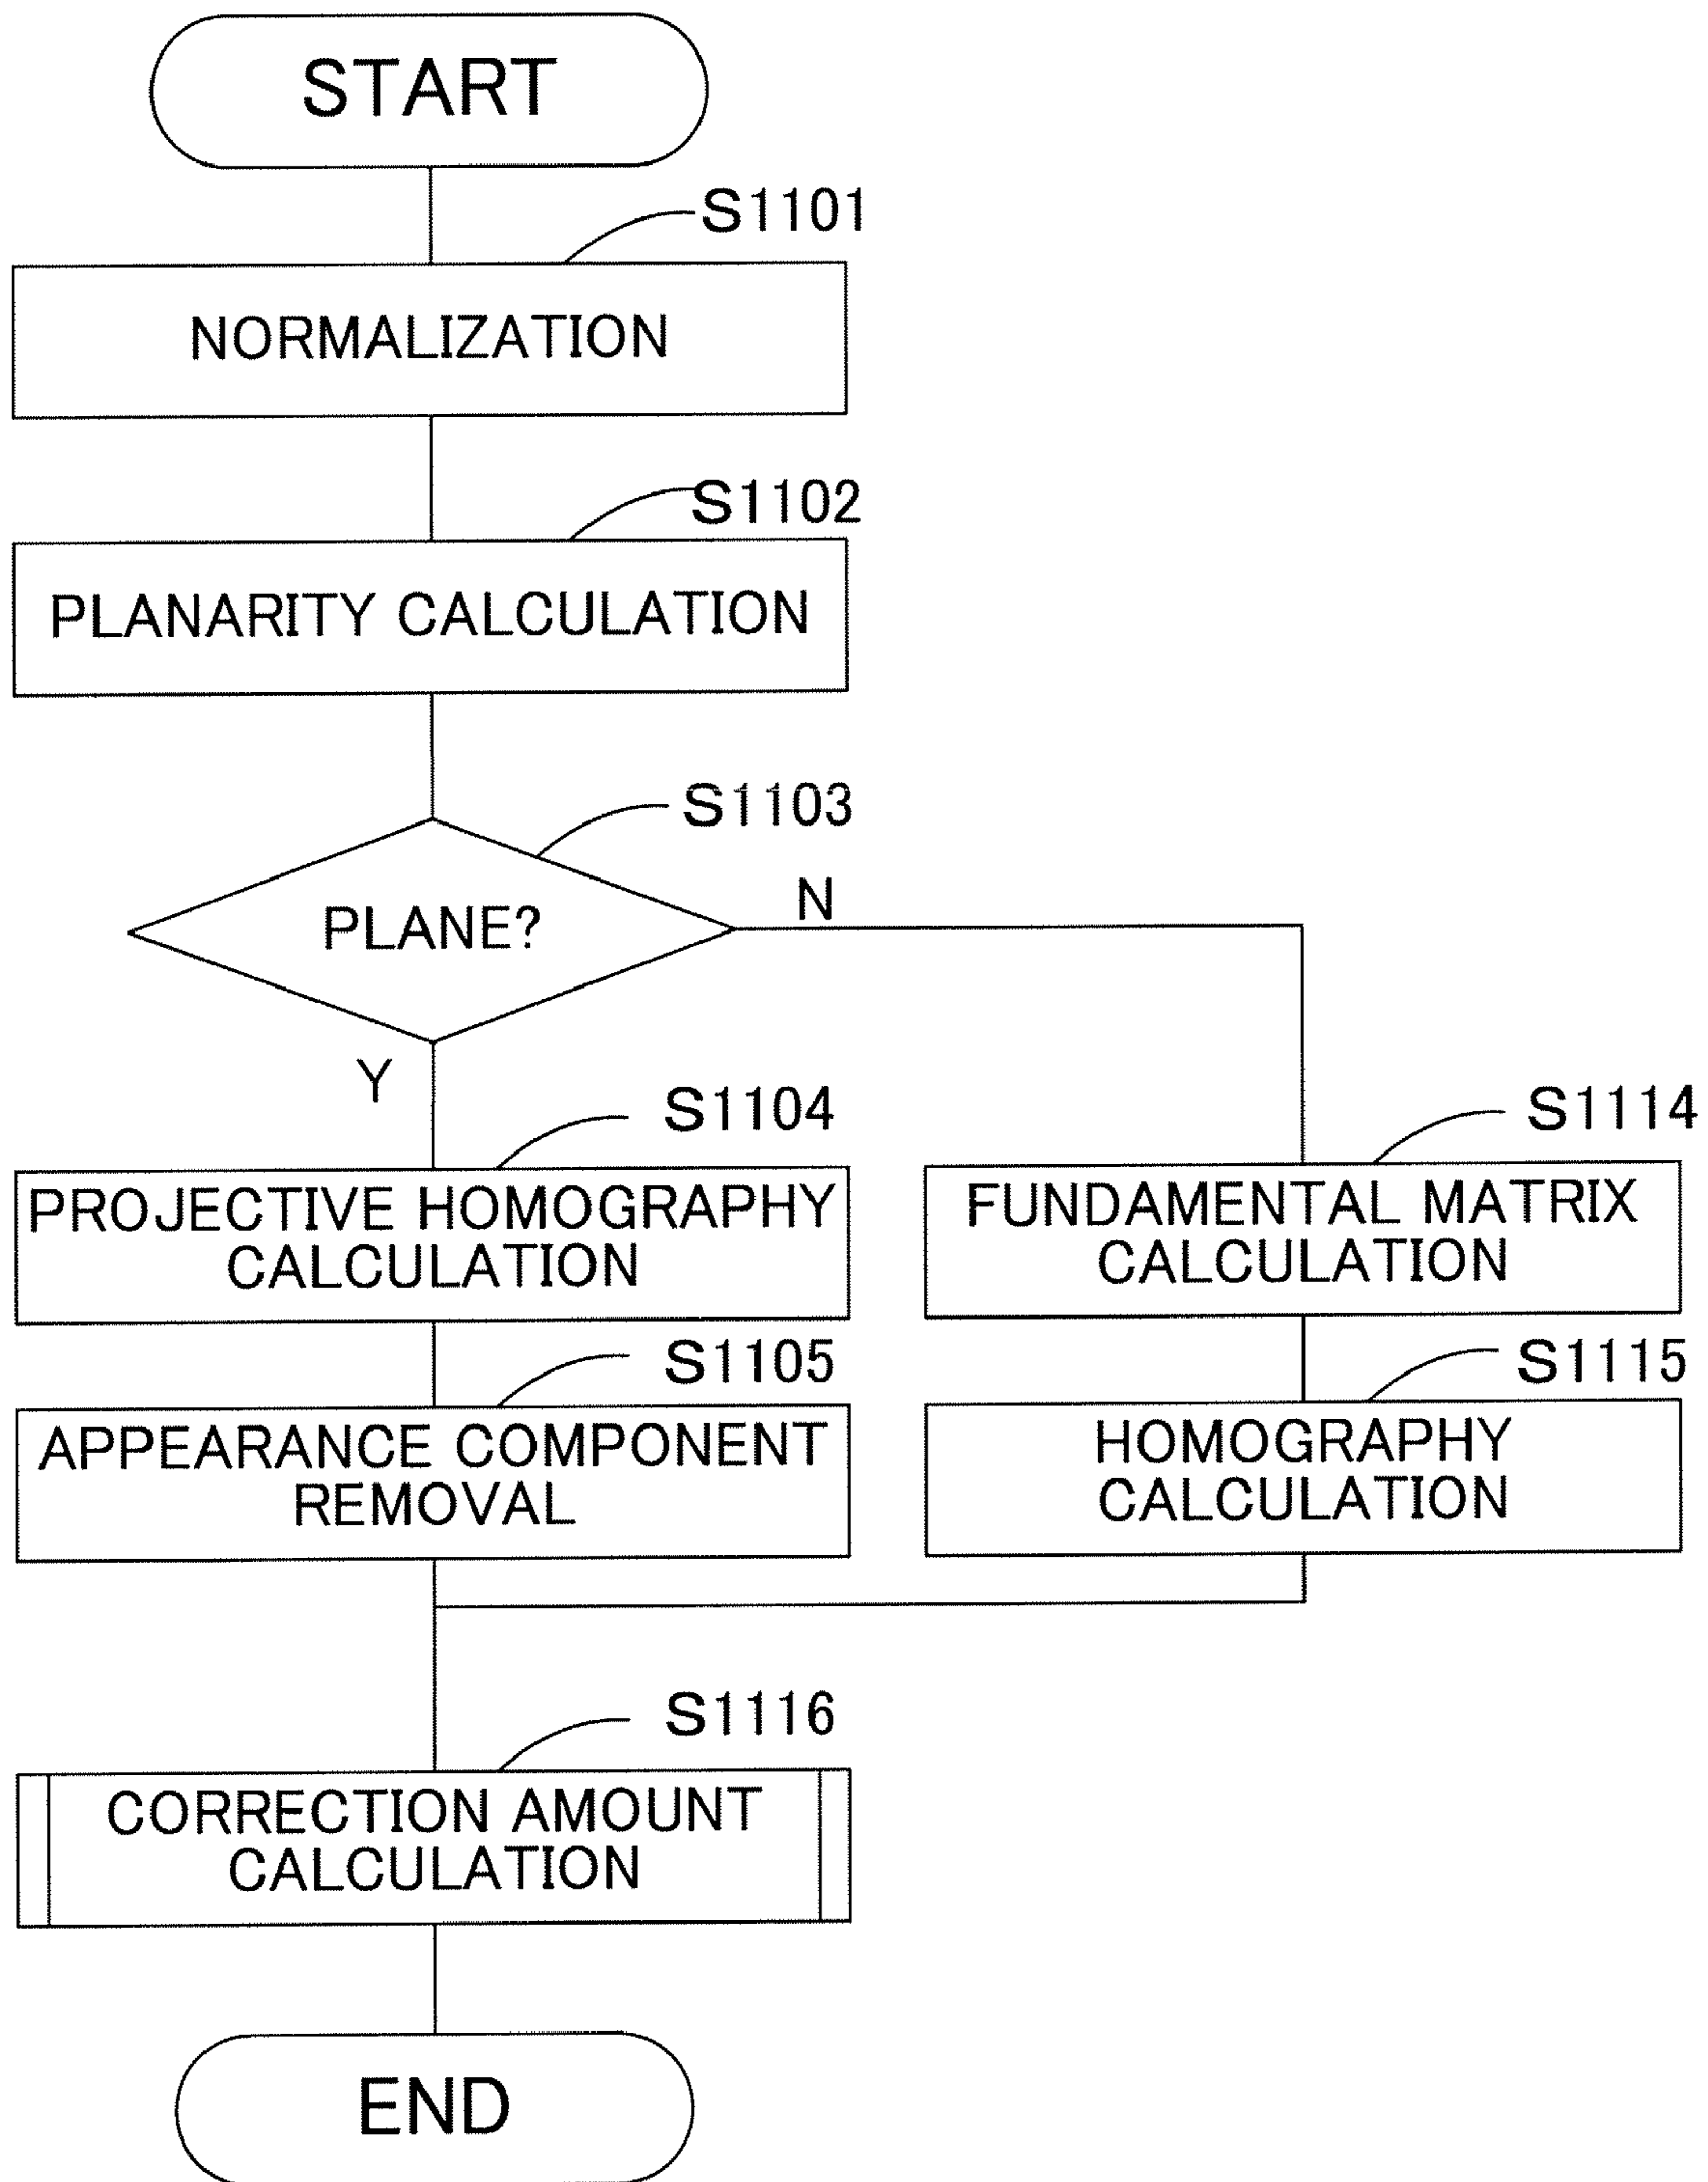 START
S1101
NORMALIZATION
S1102
PLANARITY CALCULATION
S1103
PLANE?
N
Y
S1104
PROJECTIVE HOMOGRAPHY
CALCULATION
S1105
APPEARANCE COMPONENT
REMOVAL
S1114
FUNDAMENTAL MATRIX
CALCULATION
S1115
HOMOGRAPHY
CALCULATION
S1116
CORRECTION AMOUNT
CALCULATION
END